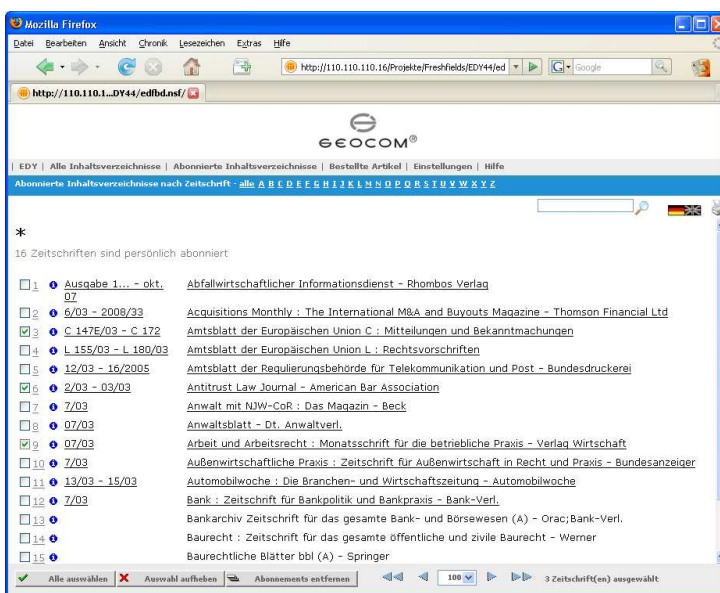 Mozilla Firefox
Datei Bearbeiten Ansicht Chronik Lesezeichen Extras Hilfe
http://110.110.110.16/Projekte/Freshfields/EDY44/ed G Google
http://110.110.1...DY44/edfbd.nsf/
GEOCOM®
| EDY | Alle Inhaltsverzeichnisse | Abonnierte Inhaltsverzeichnisse | Bestellte Artikel | Einstellungen | Hilfe
Abonnierte Inhaltsverzeichnisse nach Zeitschrift - alle A B C D E F G H I J K L M N O P Q R S T U V W X Y Z
*
16 Zeitschriften sind persönlich abonniert
1 Ausgabe 1... - okt. 07 Abfallwirtschaftlicher Informationsdienst - Rhombos Verlag
2 6/03 - 2008/33 Acquisitions Monthly : The International M&A and Buyouts Magazine - Thomson Financial Ltd
3 C 147E/03 - C 172 Amtsblatt der Europäischen Union C : Mitteilungen und Bekanntmachungen
4 L 155/03 - L 180/03 Amtsblatt der Europäischen Union L : Rechtsvorschriften
5 12/03 - 16/2005 Amtsblatt der Regulierungsbehörde für Telekommunikation und Post - Bundesdruckerei
6 2/03 - 03/03 Antitrust Law Journal - American Bar Association
7 7/03 Anwalt mit NJW-CoR : Das Magazin - Beck
8 07/03 Anwaltsblatt - Dt. Anwaltverl.
9 07/03 Arbeit und Arbeitsrecht : Monatsschrift für die betriebliche Praxis - Verlag Wirtschaft
10 7/03 Außenwirtschaftliche Praxis : Zeitschrift für Außenwirtschaft in Recht und Praxis - Bundesanzeiger
11 13/03 - 15/03 Automobilwoche : Die Branchen- und Wirtschaftszeitung - Automobilwoche
12 7/03 Bank : Zeitschrift für Bankpolitik und Bankpraxis - Bank-Verl.
13 Bankarchiv Zeitschrift für das gesamte Bank- und Börsewesen (A) - Orac;Bank-Verl.
14 Baurecht : Zeitschrift für das gesamte öffentliche und zivile Baurecht - Werner
15 Baurechtliche Blätter bbl (A) - Springer
Alle auswählen Auswahl aufheben Abonnements entfernen 100 3 Zeitschrift(en) ausgewählt